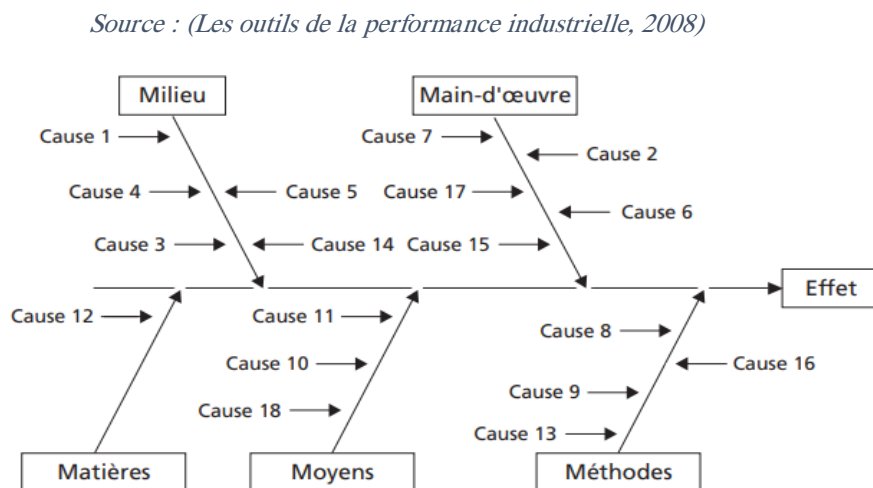 Source : (Les outils de la performance industrielle, 2008)
Milieu
Main-d'œuvre
Cause 1
Cause 7
Cause 2
Cause 4
Cause 5
Cause 17
Cause 6
Cause 3
Cause 14
Cause 15
Effet
Cause 12
Cause 11
Cause 8
Cause 10
Cause 16
Cause 9
Cause 18
Cause 13
Matières
Moyens
Méthodes